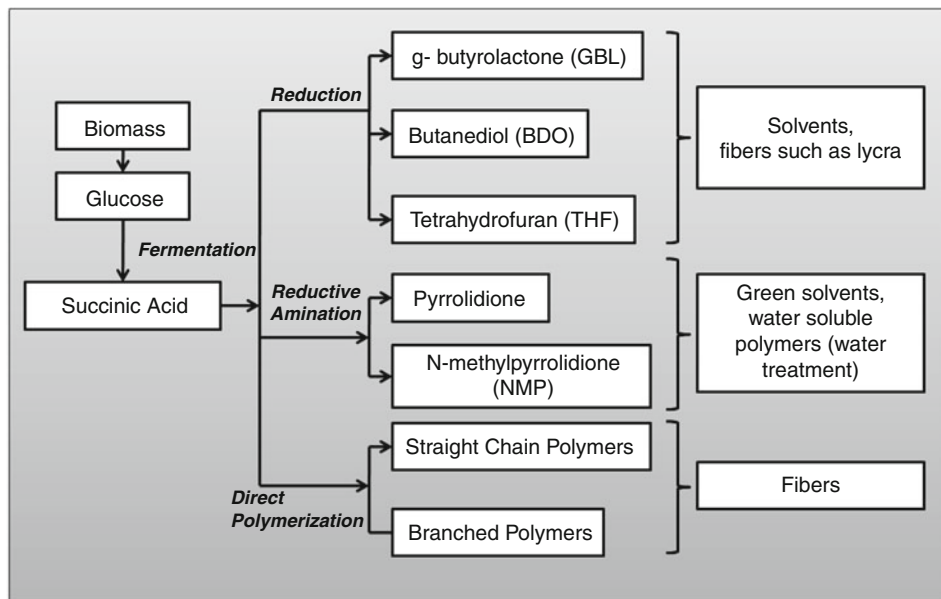 Biomass
Glucose
Fermentation
Succinic Acid
Reduction
g- butyrolactone (GBL)
Butanediol (BDO)
Tetrahydrofuran (THF)
Solvents,
fibers such as lycra
Reductive
Amination
Pyrrolidione
N-methylpyrrolidione
(NMP)
Green solvents,
water soluble
polymers (water
treatment)
Direct
Polymerization
Straight Chain Polymers
Branched Polymers
Fibers